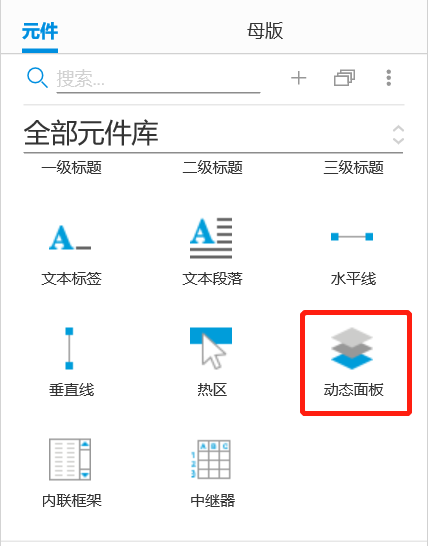 元件 母版
搜索...
全部元件库
一级标题 二级标题 三级标题
文本标签 文本段落 水平线
垂直线 热区 动态面板
内联框架 中继器